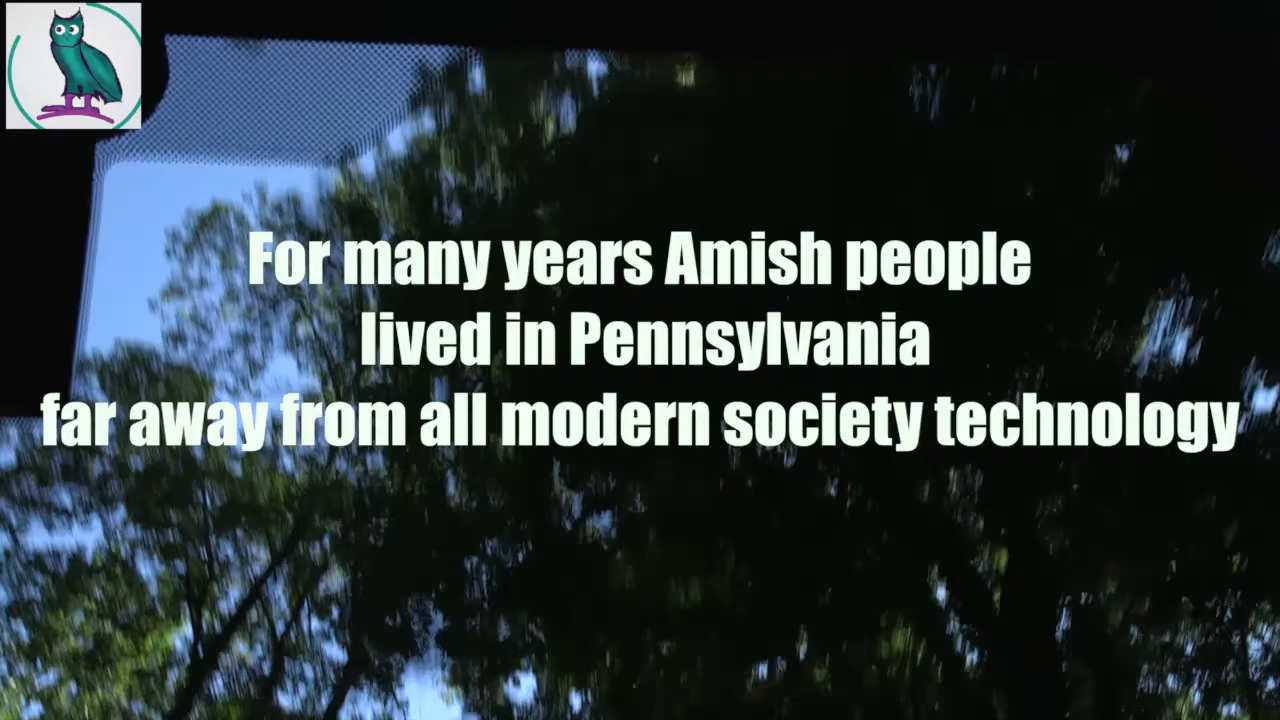 For many years Amish people
lived in Pennsylvania
far away from all modern society technology